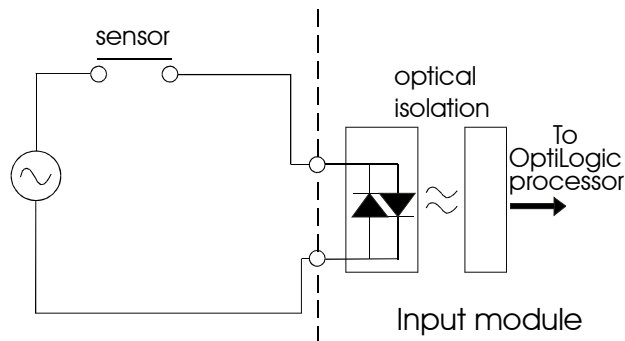 sensor
optical
isolation
To
OptiLogic
processor
Input module